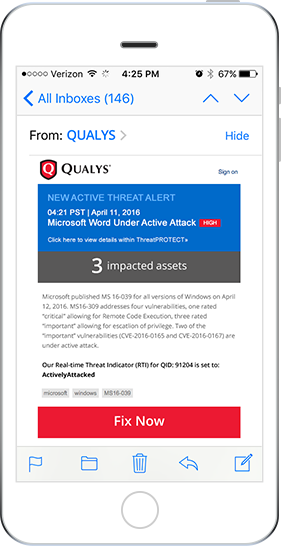 Verizon 4:25 PM 67%
All Inboxes (146)
From: QUALYS Hide
QUALYS® Sign on
NEW ACTIVE THREAT ALERT
04:21 PST | April 11, 2016
Microsoft Word Under Active Attack HIGH
Click here to view details within ThreatPROTECT»
3 impacted assets
Microsoft published MS 16-039 for all versions of Windows on April
12, 2016. MS16-309 addresses four vulnerabilities, one rated
“critical” allowing for Remote Code Execution, three rated
“important” allowing for escation of privilege. Two of the
“important” vulnerabilities (CVE-2016-0165 and CVE-2016-0167) are
under active attack.
Our Real-time Threat Indicator (RTI) for QID: 91204 is set to:
ActivelyAttacked
microsoft windows MS16-039
Fix Now